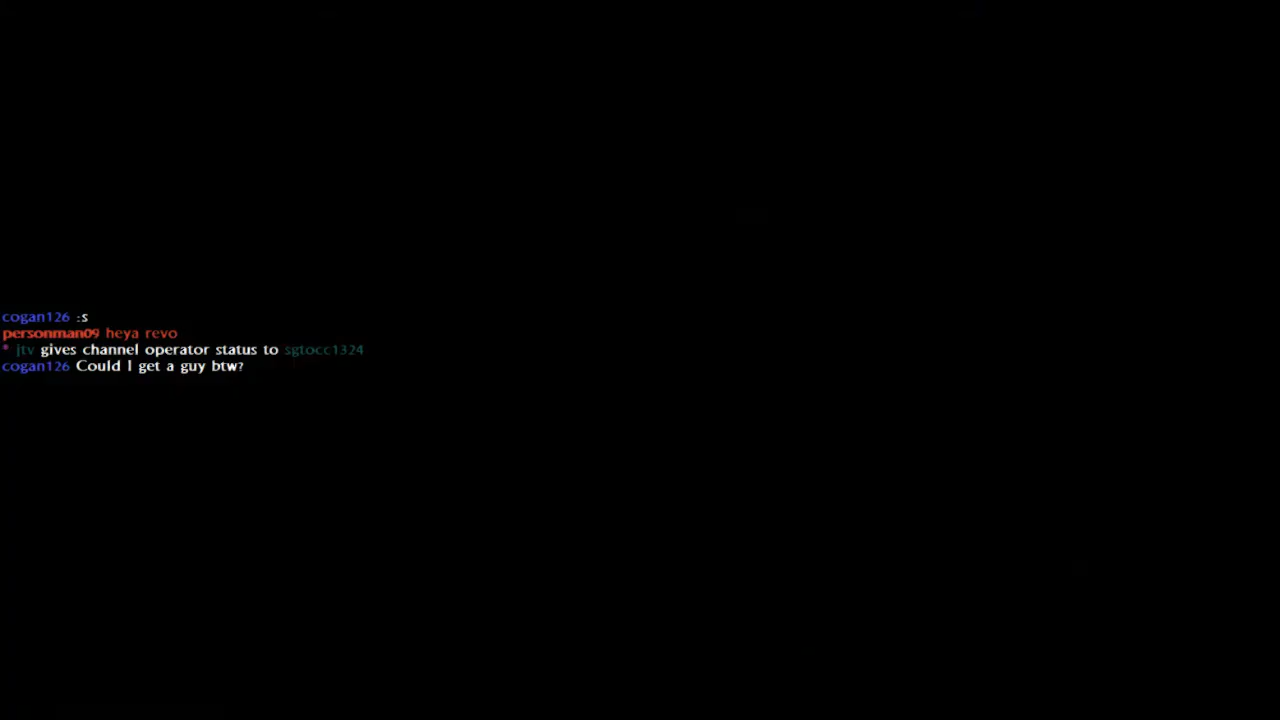 cogan126 :s
personman09 heya revo
* jtv gives channel operator status to sgtocc1324
cogan126 Could I get a guy btw?